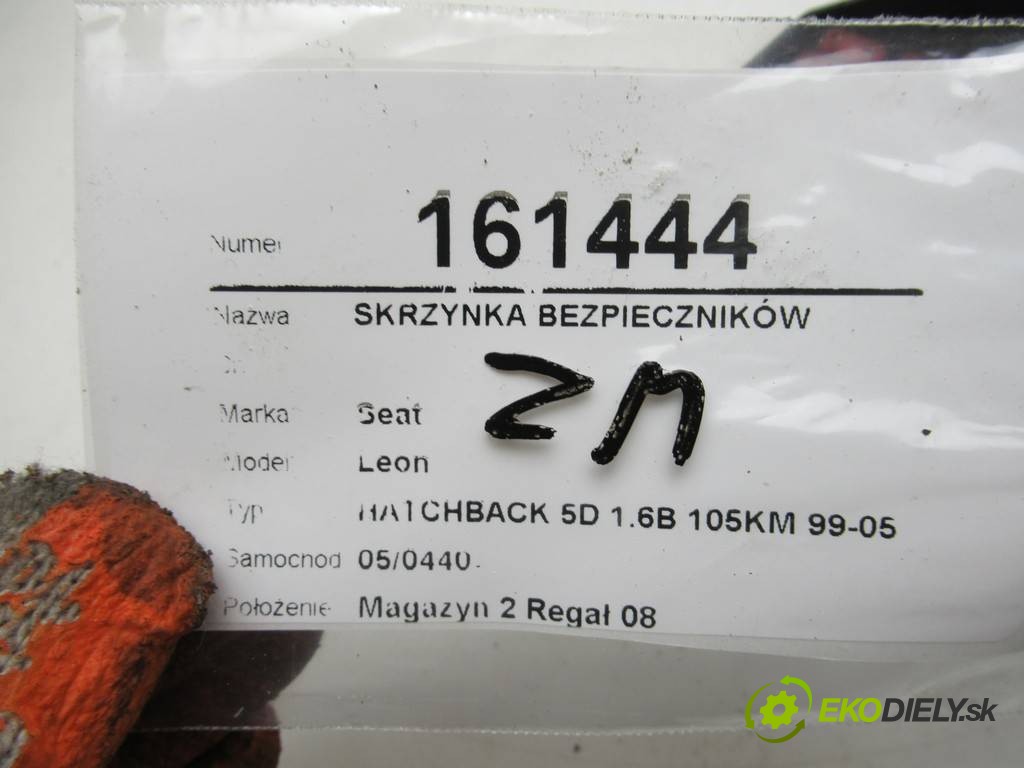 Numer 161444
Nazwa SKRZYNKA BEZPIECZNIKÓW
ZM
Marka Seat
Model Leon
Typ HATCHBACK 5D 1.6B 105KM 99-05
Samochód 05/0440
Położenie Magazyn 2 Regał 08
EKODIELY.sk